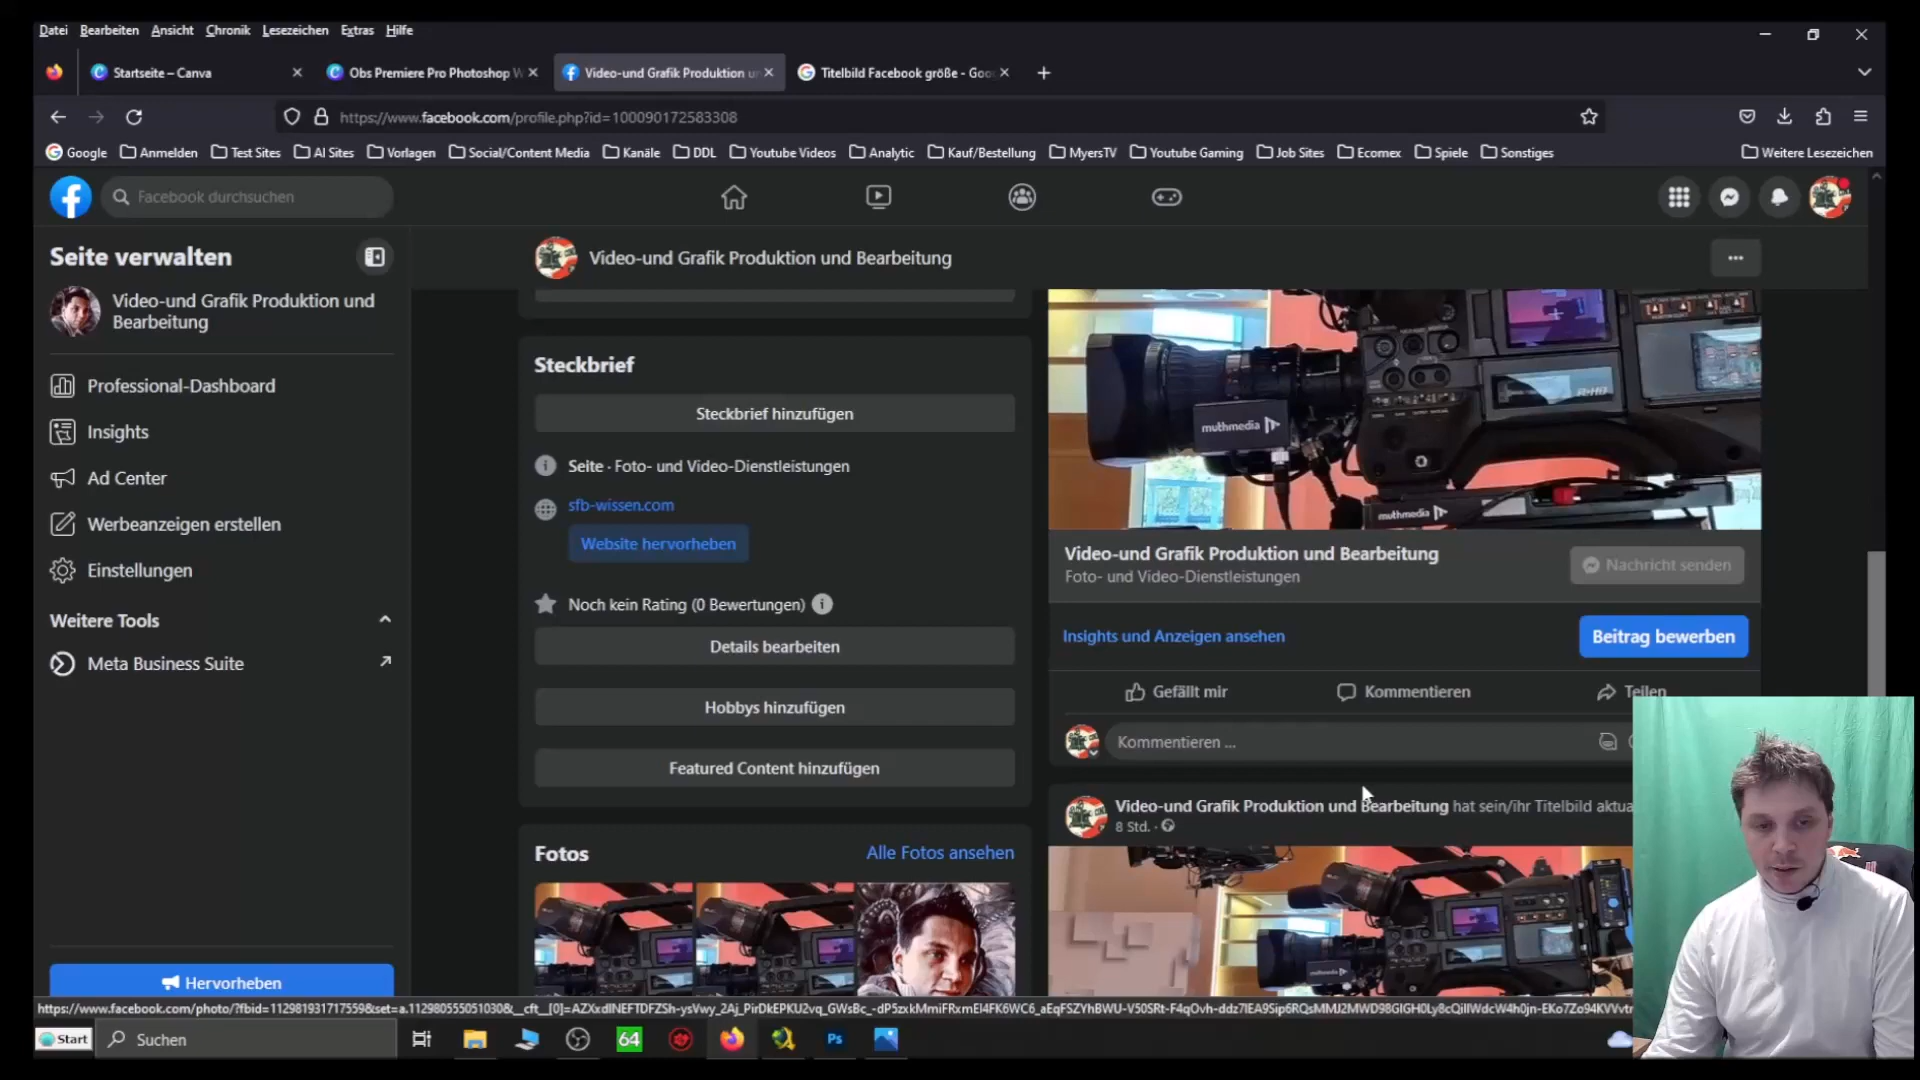 Datei Bearbeiten Ansicht Chronik Lesezeichen Extras Hilfe
Startseite – Canva
Obs Premiere Pro Photoshop W
Video-und Grafik Produktion un
Titelbild Facebook größe - Goo
https://www.facebook.com/profile.php?id=100090172583308
Google Anmelden Test Sites AI Sites Vorlagen Social/Content Media Kanäle DDL Youtube Videos Analytic Kauf/Bestellung MyersTV Youtube Gaming Job Sites Ecomex Spiele Sonstiges Weitere Lesezeichen
Facebook durchsuchen
Seite verwalten
Video-und Grafik Produktion und
Bearbeitung
Professional-Dashboard
Insights
Ad Center
Werbeanzeigen erstellen
Einstellungen
Weitere Tools
Meta Business Suite
Hervorheben
Video-und Grafik Produktion und Bearbeitung
Steckbrief
Steckbrief hinzufügen
Seite · Foto- und Video-Dienstleistungen
sfb-wissen.com
Website hervorheben
Noch kein Rating (0 Bewertungen)
Details bearbeiten
Hobbys hinzufügen
Featured Content hinzufügen
Fotos
Alle Fotos ansehen
muthmedia
muthmedia
Video-und Grafik Produktion und Bearbeitung
Foto- und Video-Dienstleistungen
Nachricht senden
Insights und Anzeigen ansehen
Beitrag bewerben
Gefällt mir
Kommentieren
Teilen
Kommentieren ...
Video-und Grafik Produktion und Bearbeitung hat sein/ihr Titelbild aktua
8 Std. ·
muthmedia
Start
Suchen
64
Ps